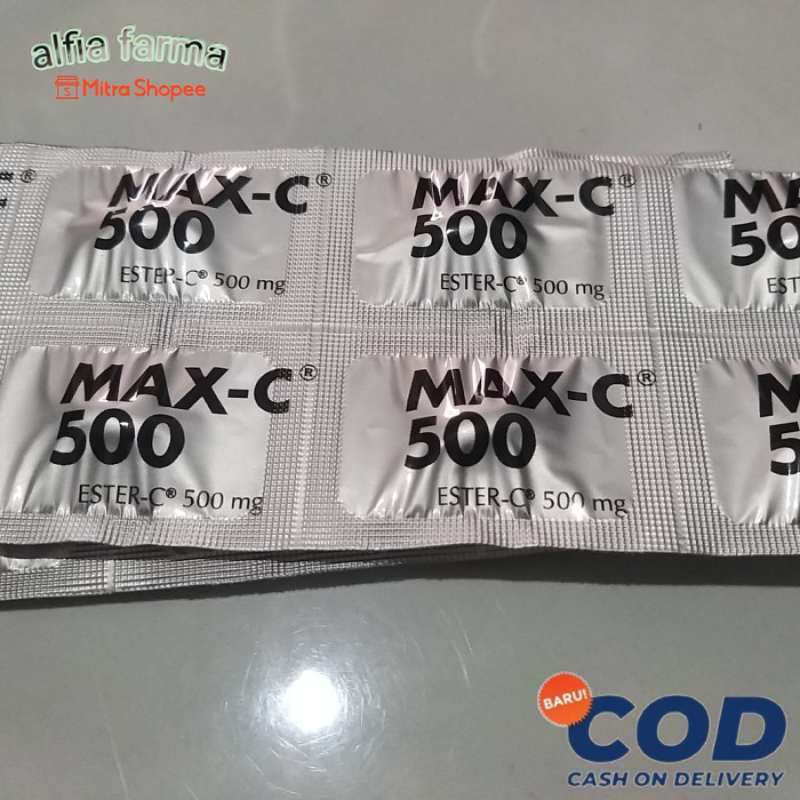 alfia farma
Mitra Shopee
MAX-C®
500
ESTER-C® 500 mg
MAX-C®
500
ESTER-C® 500 mg
MAX-C®
500
ESTER-C® 500 mg
MAX-C®
500
ESTER-C® 500 mg
BARU!
COD
CASH ON DELIVERY